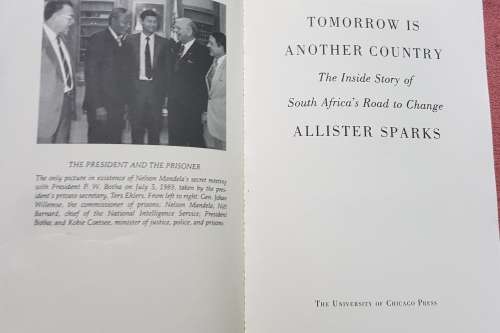 THE PRESIDENT AND THE PRISONER
The only picture in existence of Nelson Mandela's secret meeting
with President P. W. Botha on July 5, 1989, taken by the pres-
ident's private secretary, Ters Ehlers. From left to right: Gen. Johan
Willemse, the commissioner of prisons; Nelson Mandela; Niël
Barnard, chief of the National Intelligence Service; President
Botha; and Kobie Coetsee, minister of justice, police, and prisons.
TOMORROW IS
ANOTHER COUNTRY
The Inside Story of
South Africa's Road to Change
ALLISTER SPARKS
THE UNIVERSITY OF CHICAGO PRESS